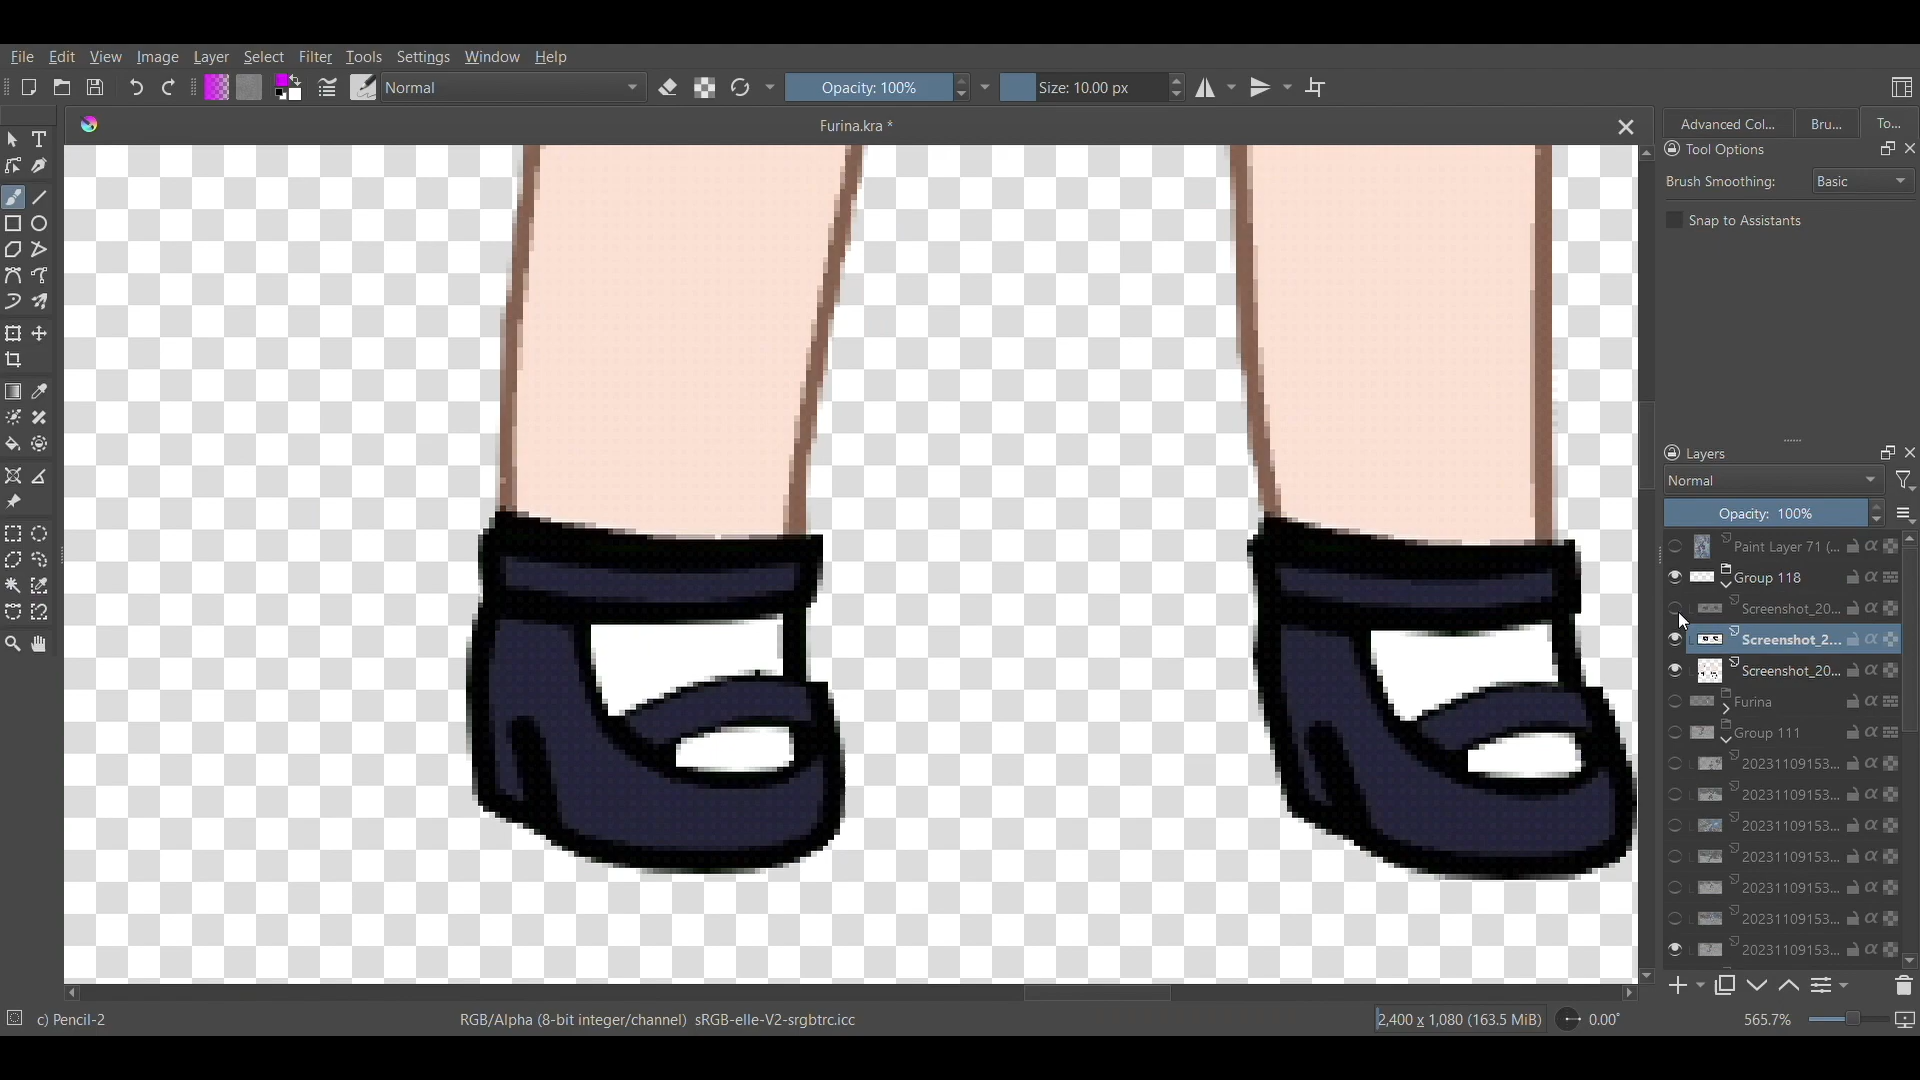 File Edit View Image Layer Select Filter Tools Settings Window Help
Normal Opacity: 100% Size: 10.00 px
Furina.kra *
Advanced Col... Bru... To...
Tool Options
Brush Smoothing: Basic
Snap to Assistants
Layers
Normal
Opacity: 100%
Paint Layer 71 (...
Group 118
Screenshot_20...
Screenshot_2...
Screenshot_20...
Furina
Group 111
20231109153...
20231109153...
20231109153...
20231109153...
20231109153...
20231109153...
20231109153...
c) Pencil-2 RGB/Alpha (8-bit integer/channel) sRGB-elle-V2-srgbtrc.icc 2,400 x 1,080 (163.5 MiB) 0.00° 565.7%